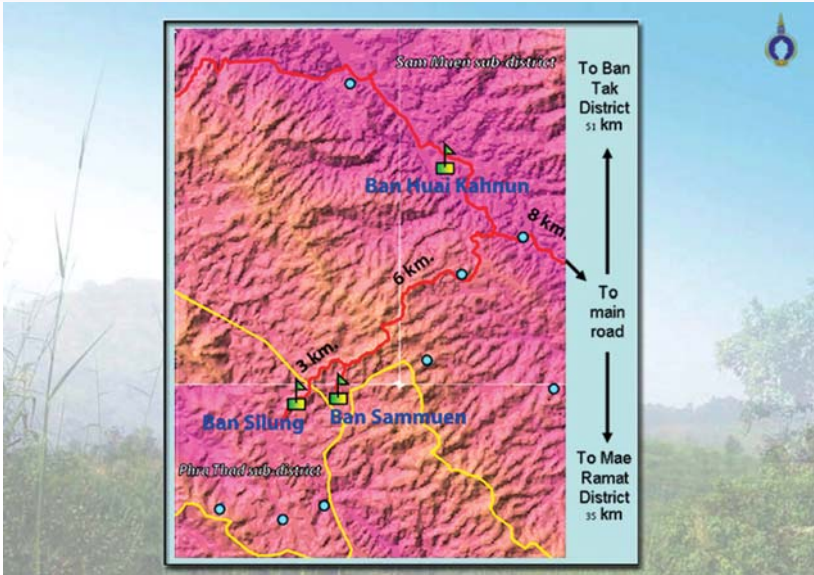 Sam Muen sub-district
To Ban
Tak
District
51 km
Ban Huai Kahnun
8 km.
6 km.
To
main
road
3 km.
Ban Silung
Ban Sammuen
Phra Thad sub-district
To Mae
Ramat
District
35 km